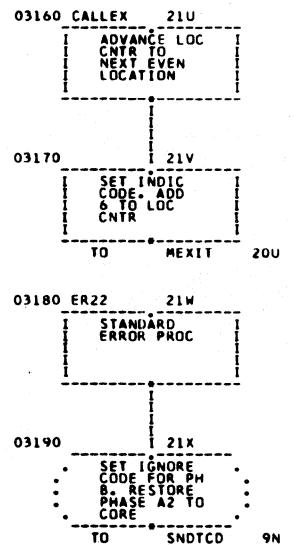 03160 CALLEX 21U
ADVANCE LOC
CNTR TO
NEXT EVEN
LOCATION
03170 21V
SET INDIC
CODE. ADD
6 TO LOC
CNTR
TO MEXIT 20U
03180 ER22 21W
STANDARD
ERROR PROC
03190 21X
SET IGNORE
CODE FOR PH
B. RESTORE
PHASE A2 TO
CORE
TO SNDTCD 9N